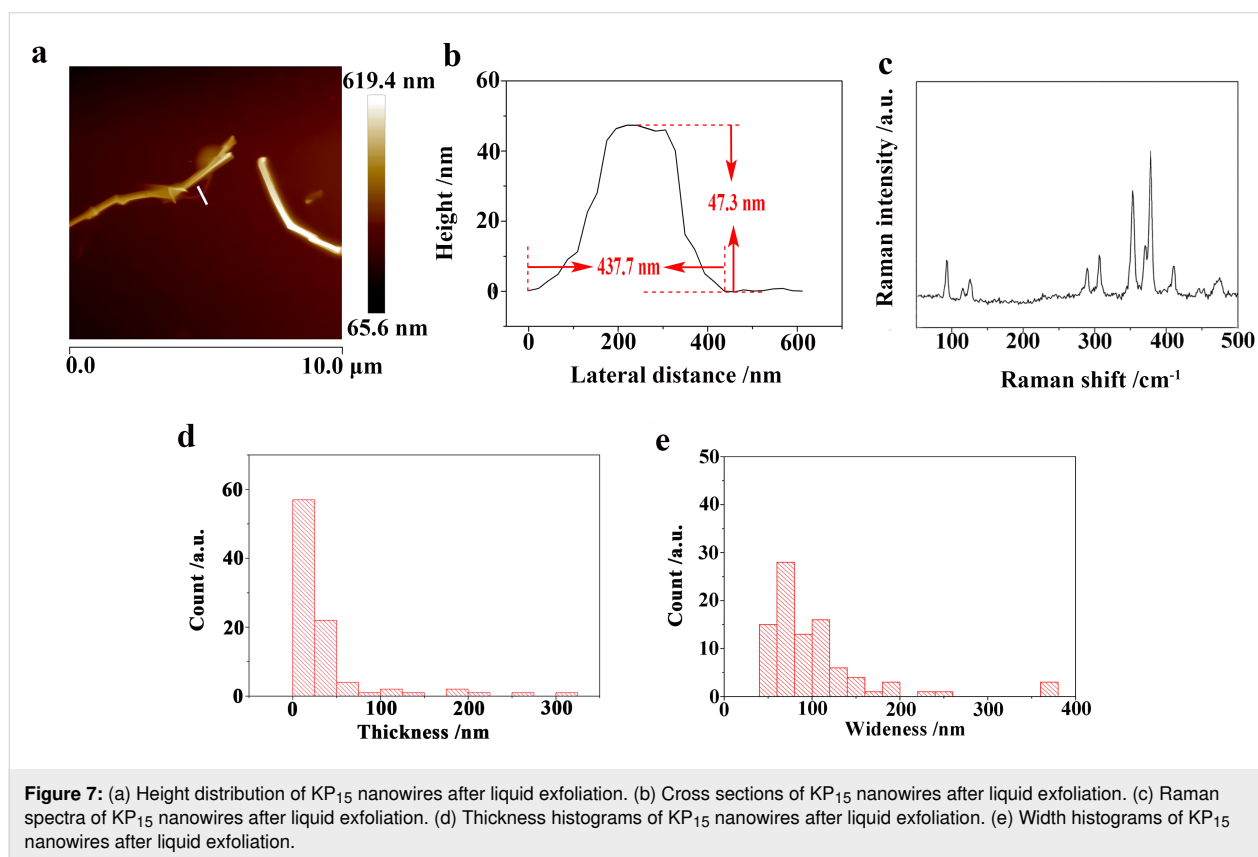 a
619.4 nm
65.6 nm
0.0 10.0 µm
b
60
40
20
0
Height /nm
47.3 nm
437.7 nm
0 200 400 600
Lateral distance /nm
c
Raman intensity /a.u.
100 200 300 400 500
Raman shift /cm⁻¹
d
60
40
20
0
Count /a.u.
0 100 200 300
Thickness /nm
e
50
40
30
20
10
0
Count /a.u.
0 100 200 300 400
Wideness /nm
Figure 7: (a) Height distribution of KP₁₅ nanowires after liquid exfoliation. (b) Cross sections of KP₁₅ nanowires after liquid exfoliation. (c) Raman
spectra of KP₁₅ nanowires after liquid exfoliation. (d) Thickness histograms of KP₁₅ nanowires after liquid exfoliation. (e) Width histograms of KP₁₅
nanowires after liquid exfoliation.